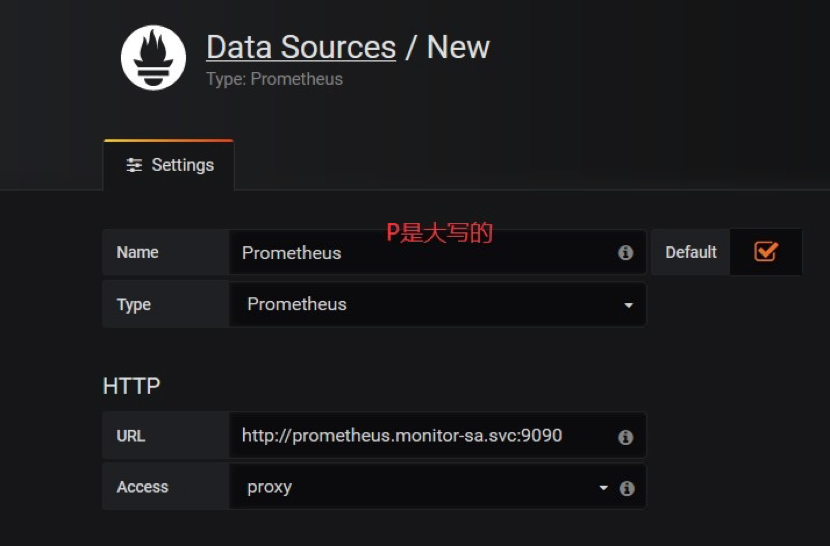 Data Sources / New
Type: Prometheus
Settings
P是大写的
Name Prometheus Default
Type Prometheus
HTTP
URL http://prometheus.monitor-sa.svc:9090
Access proxy